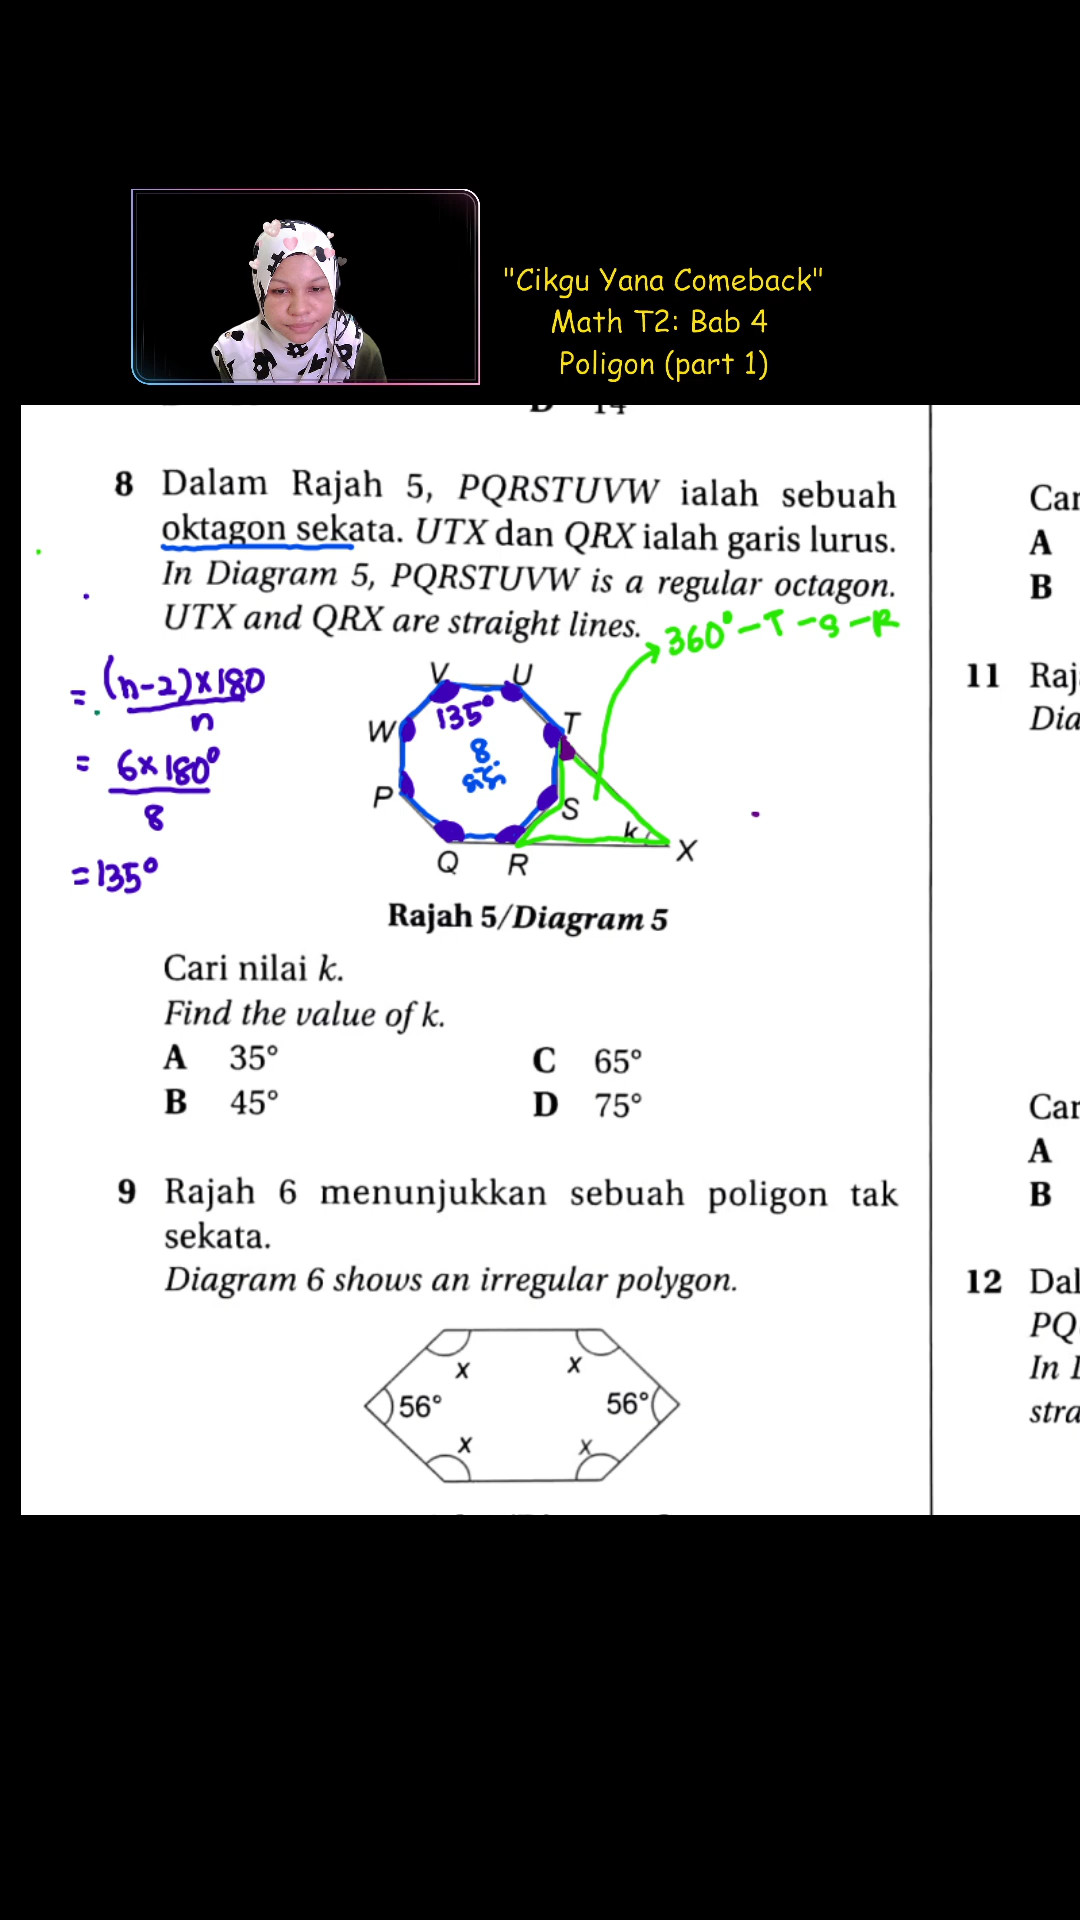 "Cikgu Yana Comeback"
Math T2: Bab 4
Poligon (part 1)
D 14
8 Dalam Rajah 5, PQRSTUVW ialah sebuah
oktagon sekata. UTX dan QRX ialah garis lurus.
In Diagram 5, PQRSTUVW is a regular octagon.
UTX and QRX are straight lines.
360° - T - S - R
= (n-2)×180
n
= 6×180°
8
= 135°
V U
135°
W T
8
P S
k X
Q R
Rajah 5/Diagram 5
Cari nilai k.
Find the value of k.
A 35° C 65°
B 45° D 75°
9 Rajah 6 menunjukkan sebuah poligon tak
sekata.
Diagram 6 shows an irregular polygon.
x x
56° 56°
x x
Car
A
B
11 Raj
Dia
Car
A
B
12 Dal
PQ
In
stra